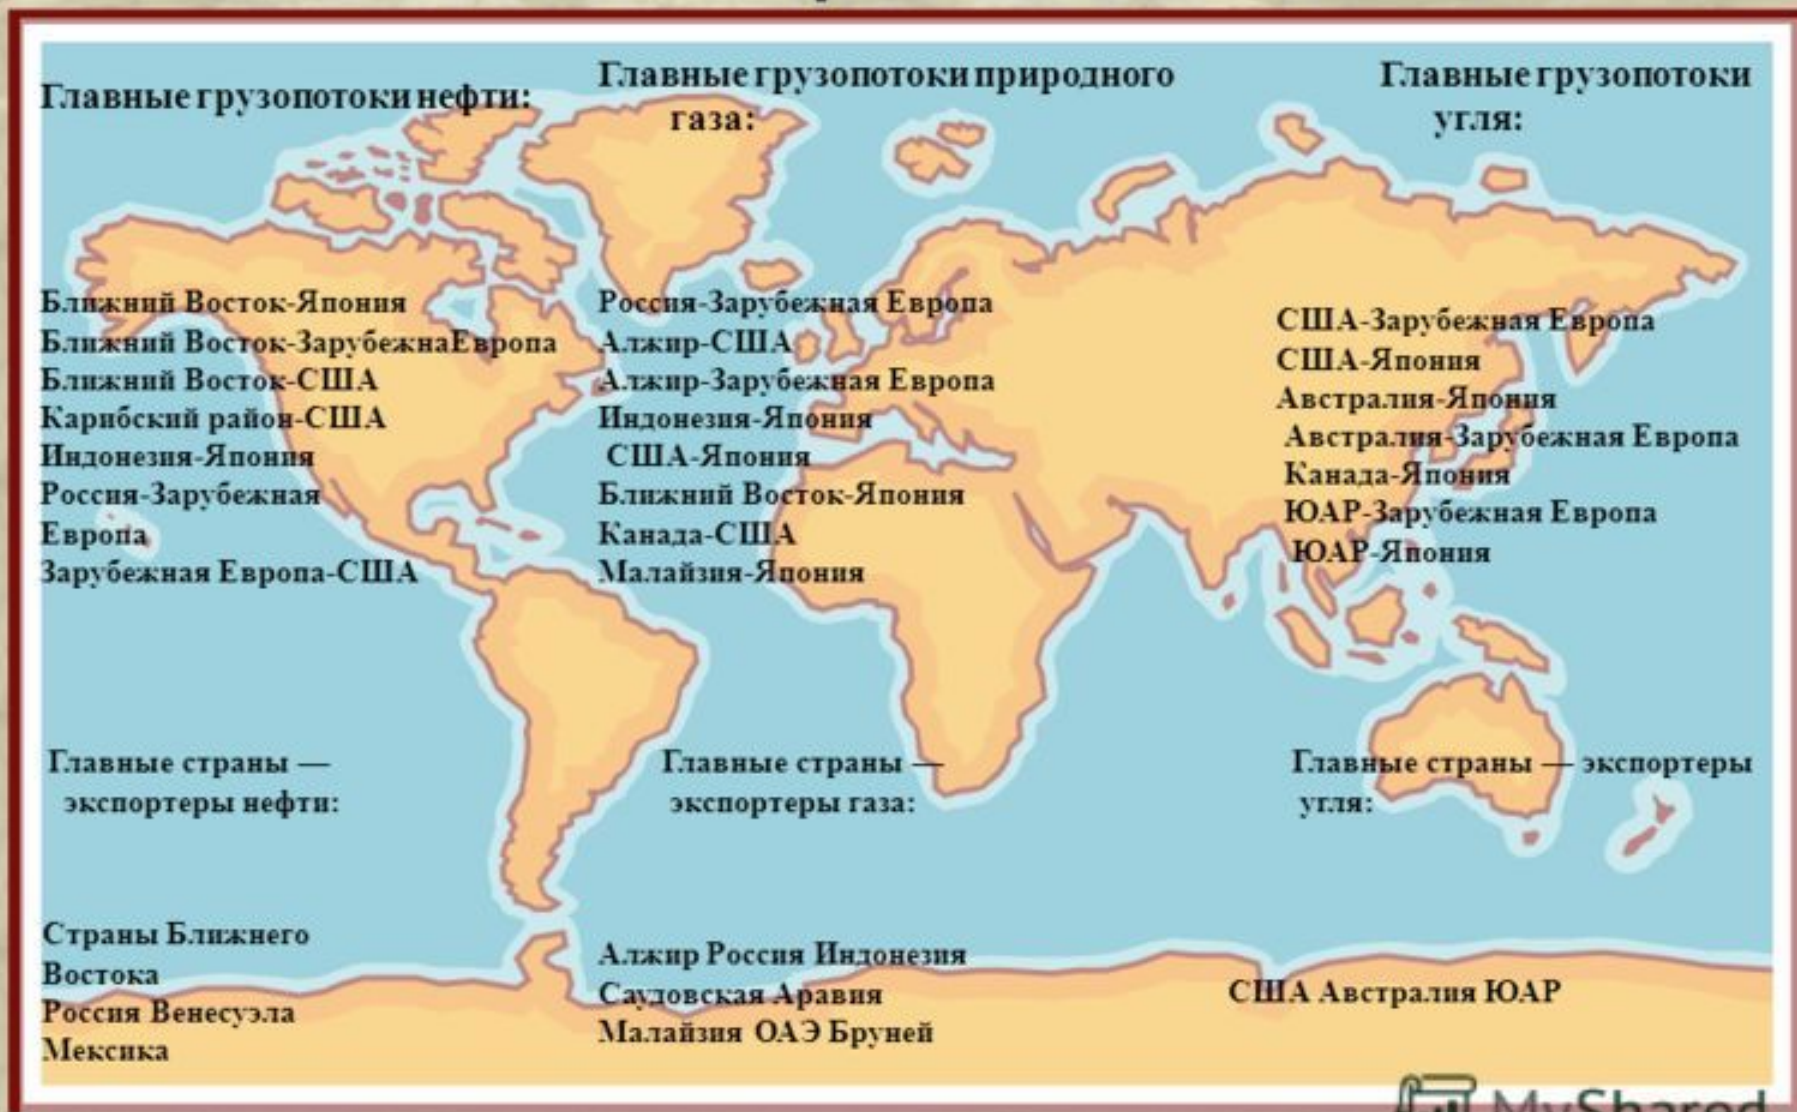 Главные грузопотоки нефти:
Ближний Восток-Япония
Ближний Восток-ЗарубежнаЕвропа
Ближний Восток-США
Карибский район-США
Индонезия-Япония
Россия-Зарубежная
Европа
Зарубежная Европа-США
Главные страны —
экспортеры нефти:
Страны Ближнего
Востока
Россия Венесуэла
Мексика
Главные грузопотоки природного
газа:
Россия-Зарубежная Европа
Алжир-США
Алжир-Зарубежная Европа
Индонезия-Япония
США-Япония
Ближний Восток-Япония
Канада-США
Малайзия-Япония
Главные страны —
экспортеры газа:
Алжир Россия Индонезия
Саудовская Аравия
Малайзия ОАЭ Бруней
Главные грузопотоки
угля:
США-Зарубежная Европа
США-Япония
Австралия-Япония
Австралия-Зарубежная Европа
Канада-Япония
ЮАР-Зарубежная Европа
ЮАР-Япония
Главные страны — экспортеры
угля:
США Австралия ЮАР
MyShared